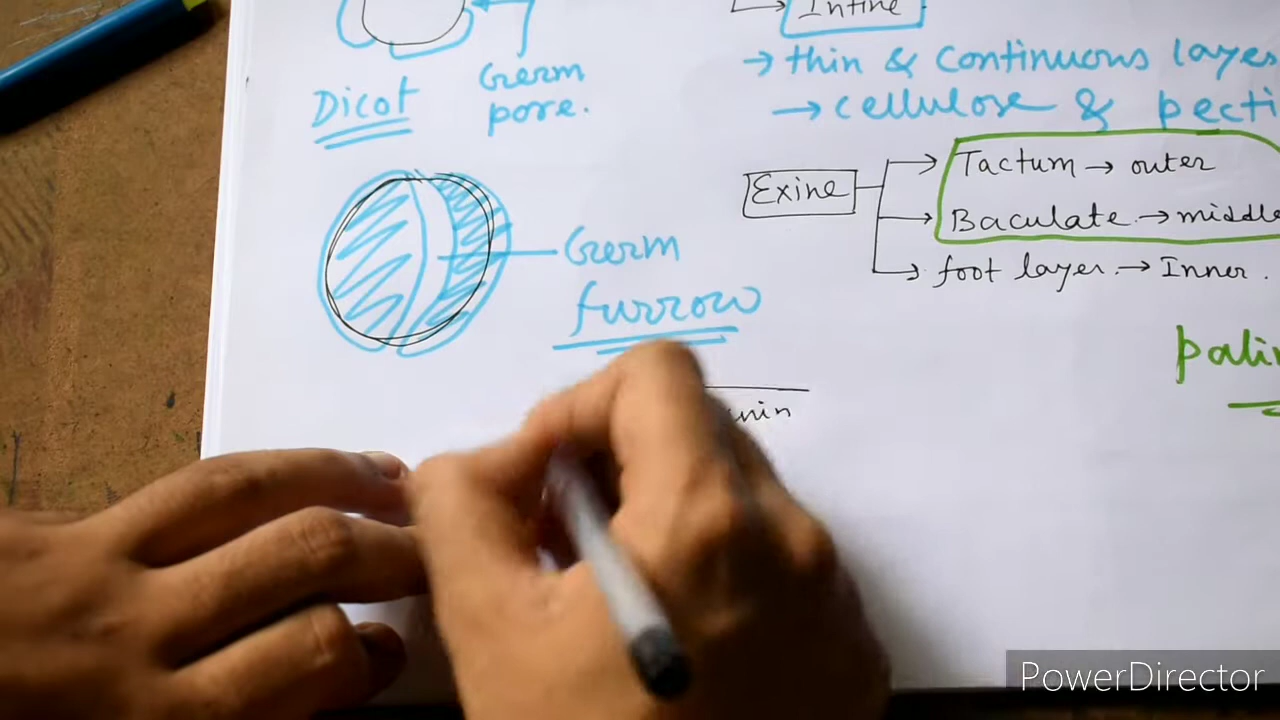 Intine
→ thin & continuous layer
→ cellulose & pecti
Dicot
Germ
pore.
Exine
Tactum → outer
Baculate → middle
foot layer → Inner.
Germ
furrow